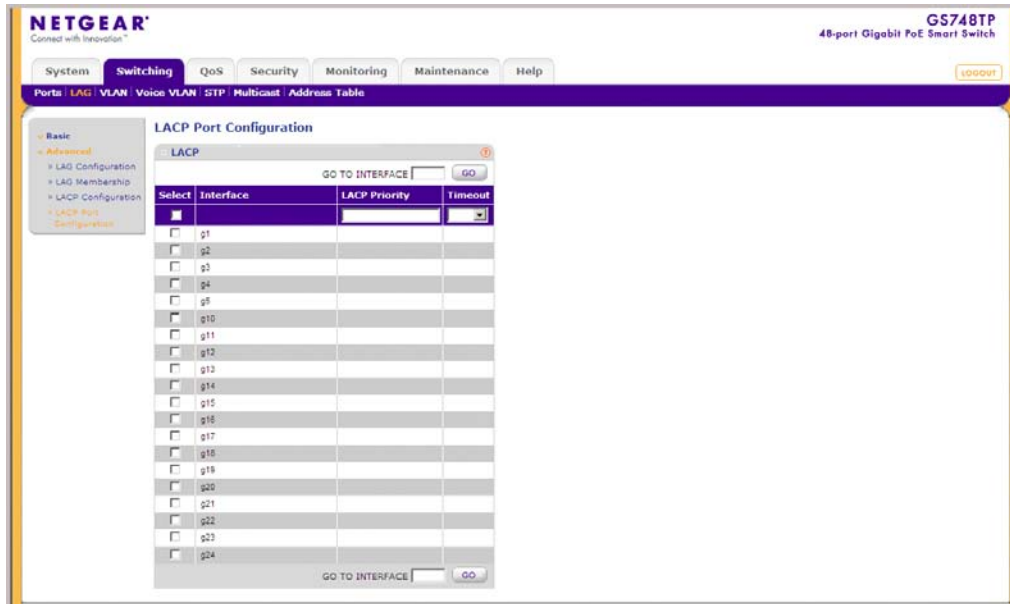 NETGEAR
Connect with Innovation™
GS748TP
48-port Gigabit PoE Smart Switch
System Switching QoS Security Monitoring Maintenance Help
LOGOUT
Ports LAG VLAN Voice VLAN STP Multicast Address Table
Basic
Advanced
LAG Configuration
LAG Membership
LACP Configuration
LACP Port
Configuration
LACP Port Configuration
LACP
GO TO INTERFACE GO
Select Interface LACP Priority Timeout
g1
g2
g3
g4
g5
g10
g11
g12
g13
g14
g15
g16
g17
g18
g19
g20
g21
g22
g23
g24
GO TO INTERFACE GO